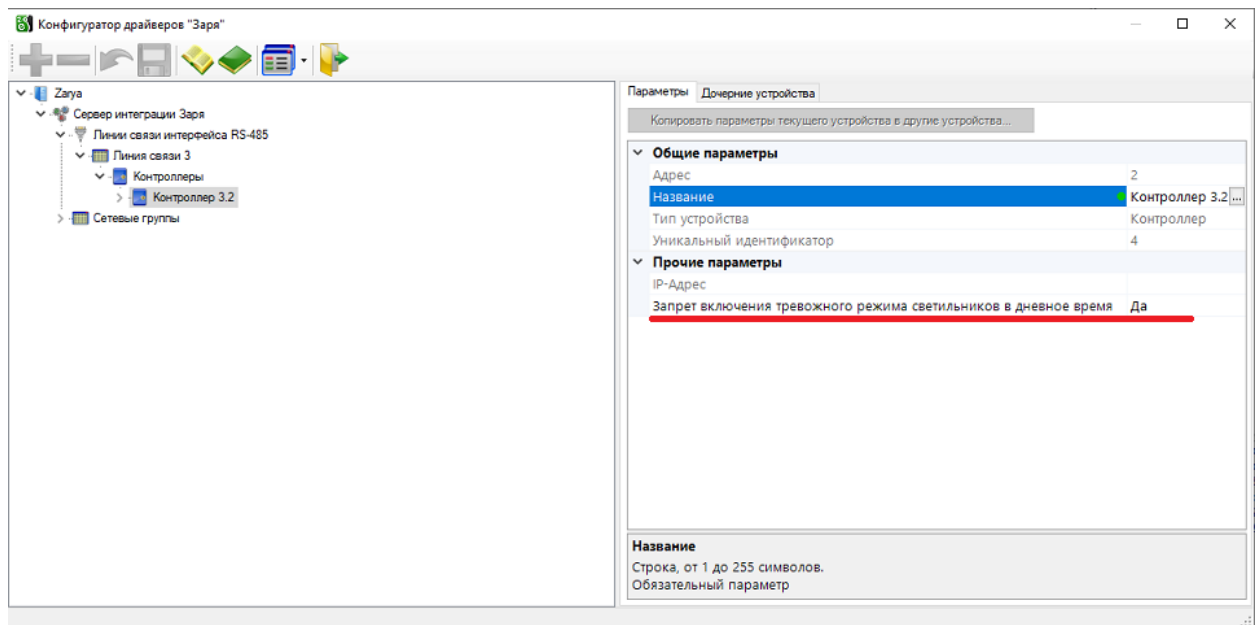 Конфигуратор драйверов "Заря"
Zarya
Сервер интеграции Заря
Линии связи интерфейса RS-485
Линия связи 3
Контроллеры
Контроллер 3.2
Сетевые группы
Параметры Дочерние устройства
Копировать параметры текущего устройства в другие устройства...
Общие параметры
Адрес 2
Название Контроллер 3.2 ...
Тип устройства Контроллер
Уникальный идентификатор 4
Прочие параметры
IP-Адрес
Запрет включения тревожного режима светильников в дневное время Да
Название
Строка, от 1 до 255 символов.
Обязательный параметр